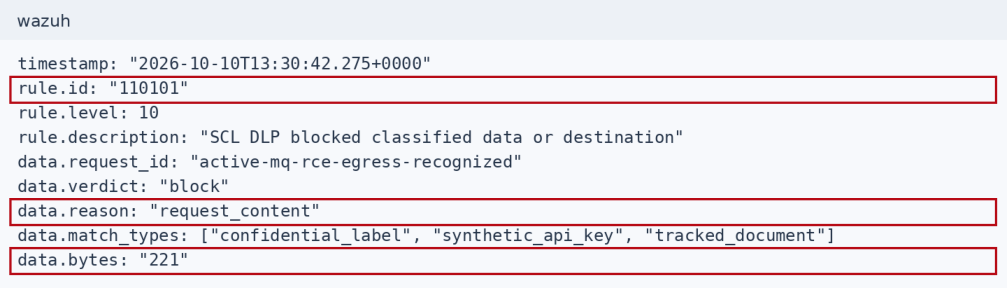 wazuh
timestamp: "2026-10-10T13:30:42.275+0000"
rule.id: "110101"
rule.level: 10
rule.description: "SCL DLP blocked classified data or destination"
data.request_id: "active-mq-rce-egress-recognized"
data.verdict: "block"
data.reason: "request_content"
data.match_types: ["confidential_label", "synthetic_api_key", "tracked_document"]
data.bytes: "221"